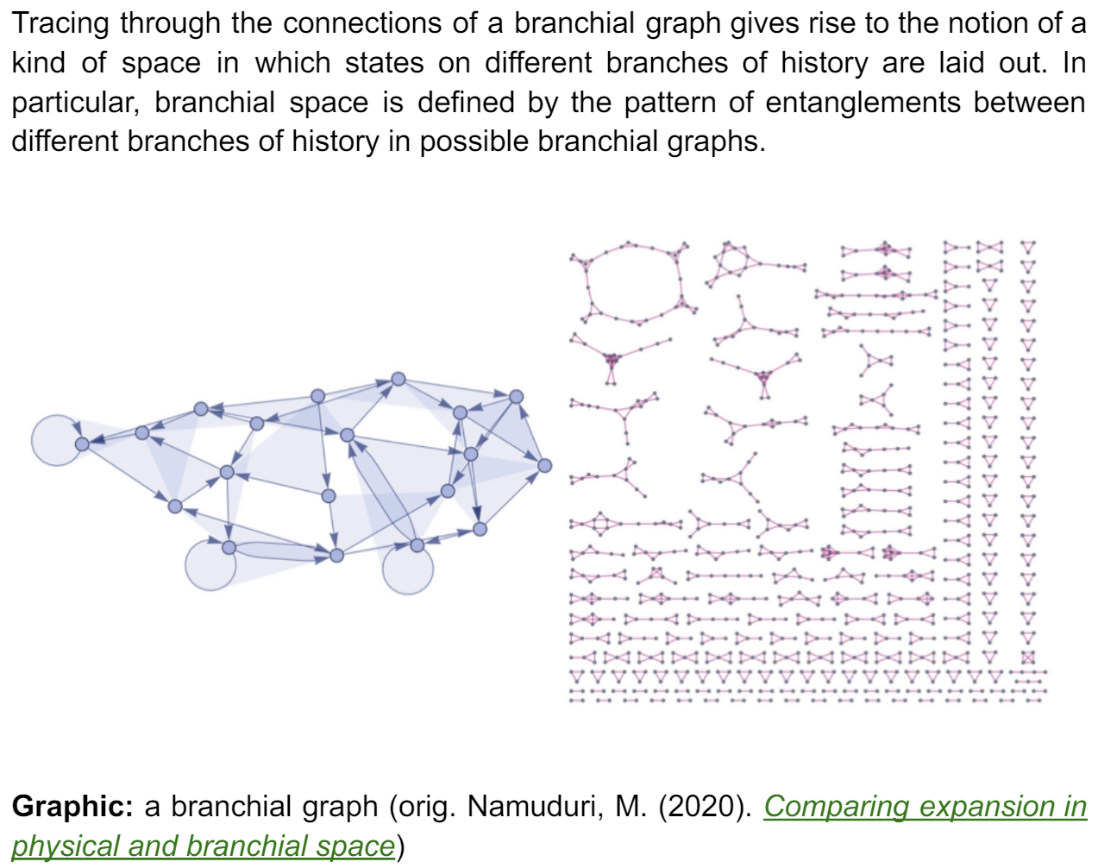 Tracing through the connections of a branchial graph gives rise to the notion of a
kind of space in which states on different branches of history are laid out. In
particular, branchial space is defined by the pattern of entanglements between
different branches of history in possible branchial graphs.
Graphic: a branchial graph (orig. Namuduri, M. (2020). Comparing expansion in
physical and branchial space)